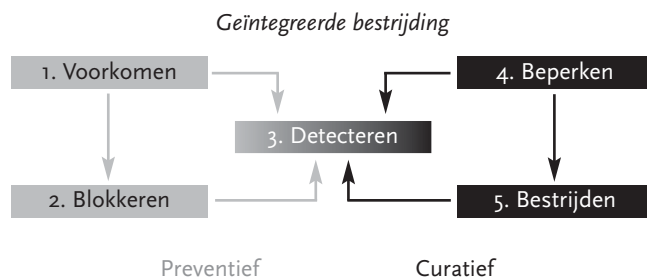 Geïntegreerde bestrijding
1. Voorkomen
4. Beperken
3. Detecteren
2. Blokkeren
5. Bestrijden
Preventief
Curatief